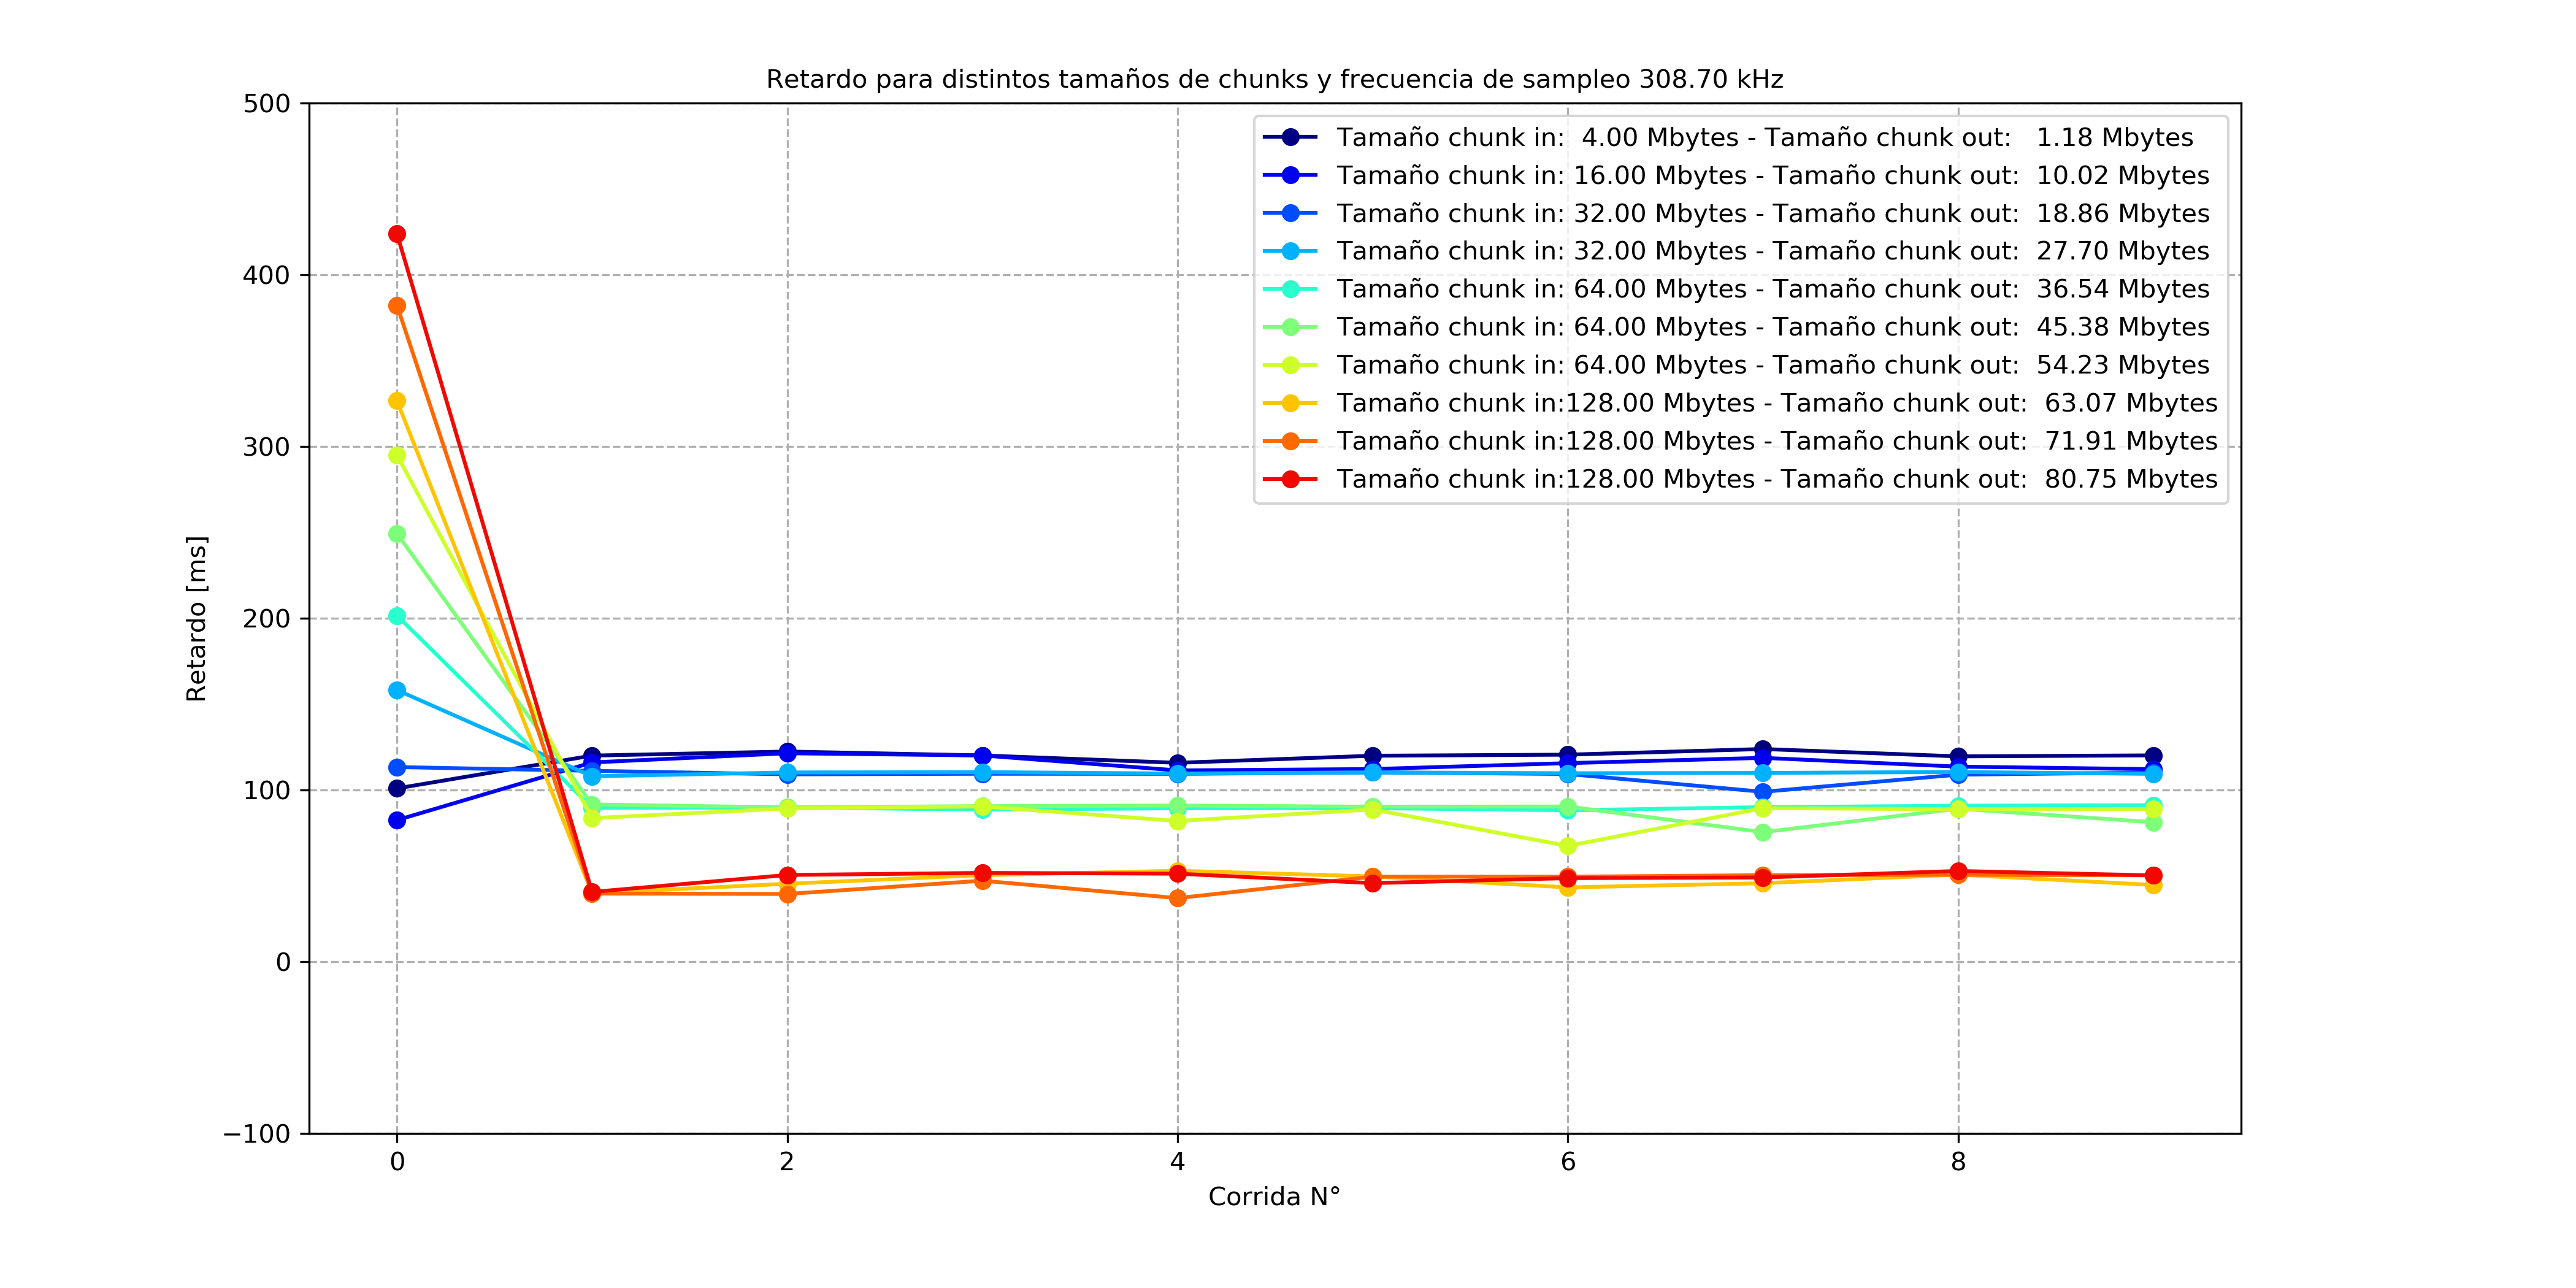 Retardo para distintos tamaños de chunks y frecuencia de sampleo 308.70 kHz
500
400
300
200
100
0
−100
Retardo [ms]
Tamaño chunk in:  4.00 Mbytes - Tamaño chunk out:   1.18 Mbytes
Tamaño chunk in: 16.00 Mbytes - Tamaño chunk out:  10.02 Mbytes
Tamaño chunk in: 32.00 Mbytes - Tamaño chunk out:  18.86 Mbytes
Tamaño chunk in: 32.00 Mbytes - Tamaño chunk out:  27.70 Mbytes
Tamaño chunk in: 64.00 Mbytes - Tamaño chunk out:  36.54 Mbytes
Tamaño chunk in: 64.00 Mbytes - Tamaño chunk out:  45.38 Mbytes
Tamaño chunk in: 64.00 Mbytes - Tamaño chunk out:  54.23 Mbytes
Tamaño chunk in:128.00 Mbytes - Tamaño chunk out:  63.07 Mbytes
Tamaño chunk in:128.00 Mbytes - Tamaño chunk out:  71.91 Mbytes
Tamaño chunk in:128.00 Mbytes - Tamaño chunk out:  80.75 Mbytes
0 2 4 6 8
Corrida N°